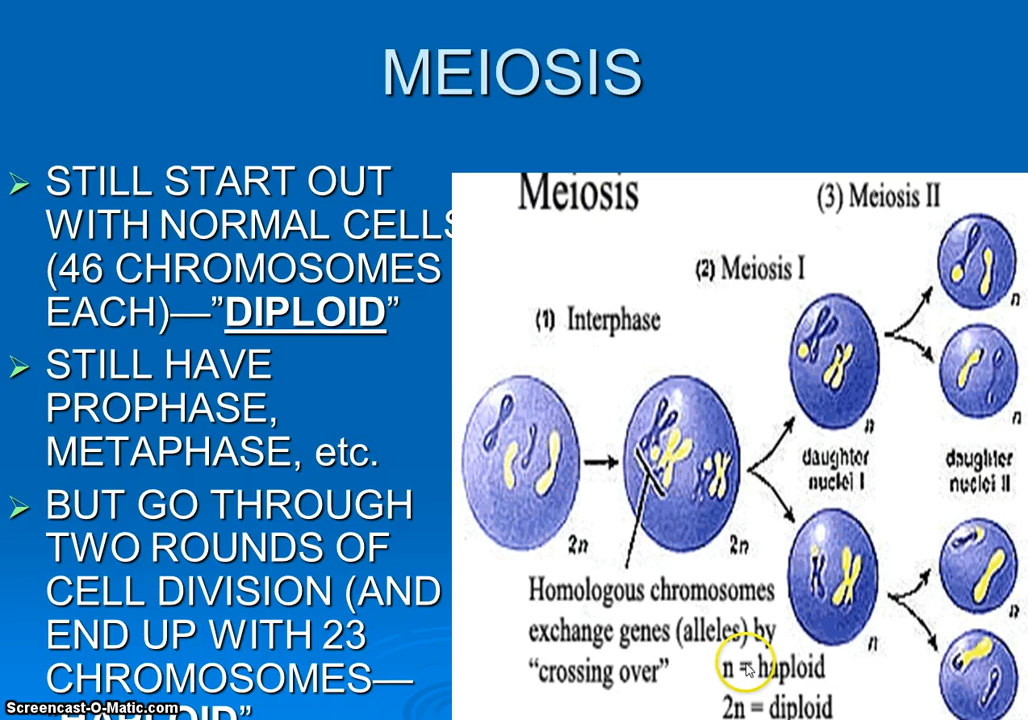 MEIOSIS
➢ STILL START OUT
WITH NORMAL CELLS
(46 CHROMOSOMES
EACH)—”DIPLOID”
➢ STILL HAVE
PROPHASE,
METAPHASE, etc.
➢ BUT GO THROUGH
TWO ROUNDS OF
CELL DIVISION (AND
END UP WITH 23
CHROMOSOMES—
“HAPLOID”
Meiosis
(3) Meiosis II
(2) Meiosis I
(1) Interphase
n
n
n
daughter
nuclei I
daughter
nuclei II
2n
2n
Homologous chromosomes
exchange genes (alleles) by
“crossing over”
n
n
n = haploid
2n = diploid
Screencast-O-Matic.com